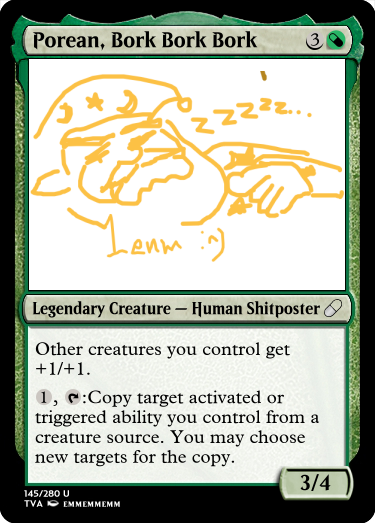 Porean, Bork Bork Bork 3
z z z z z...
Lenm :~)
Legendary Creature — Human Shitposter
Other creatures you control get
+1/+1.
1, T:Copy target activated or
triggered ability you control from a
creature source. You may choose
new targets for the copy.
3/4
145/280 U
TVA EMMEMMEMM